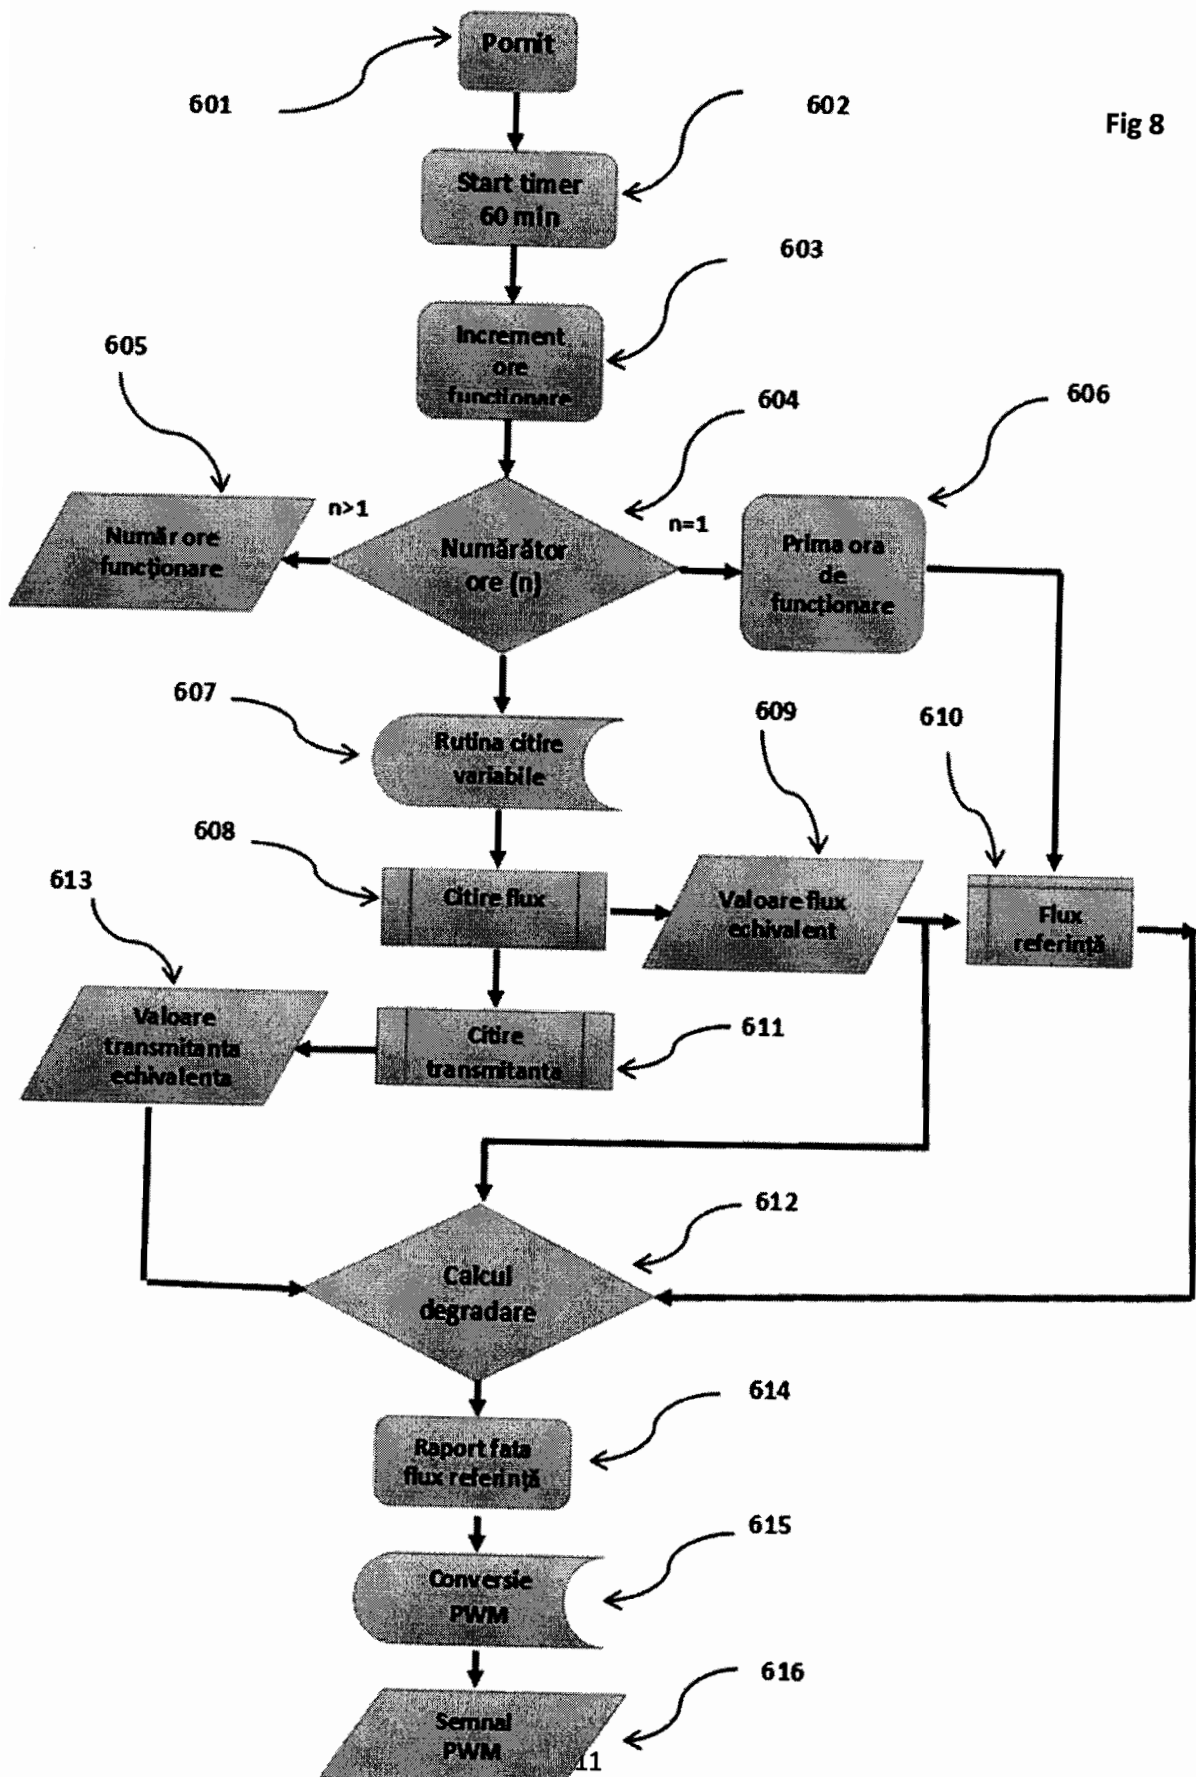 Pornit
601
602
Fig 8
Start timer
60 min
603
Increment
ore
funcționare
605
604
606
n>1
n=1
Număr ore
funcționare
Numărător
ore (n)
Prima ora
de
funcționare
607
609
610
Rutina citire
variabile
608
613
Citire flux
Valoare flux
echivalent
Flux
referință
Valoare
transmitanta
echivalenta
Citire
transmitanta
611
612
Calcul
degradare
614
Raport fata
flux referință
615
Conversie
PWM
616
Semnal
PWM
11